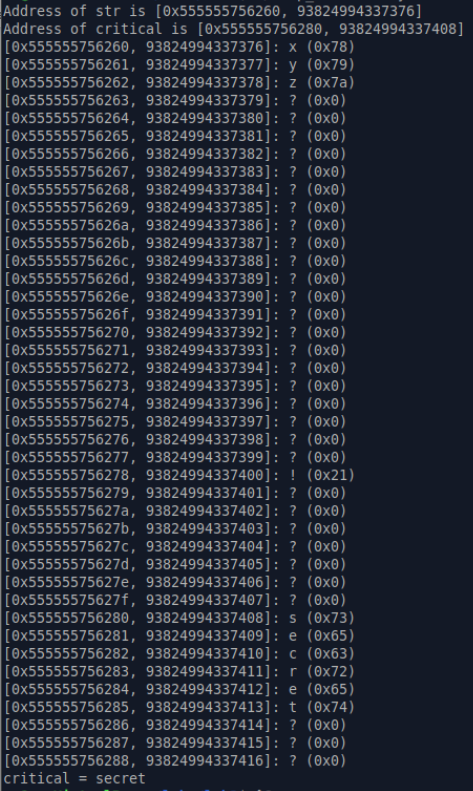 Address of str is [0x555555756260, 93824994337376]
Address of critical is [0x555555756280, 93824994337408]
[0x555555756260, 93824994337376]: x (0x78)
[0x555555756261, 93824994337377]: y (0x79)
[0x555555756262, 93824994337378]: z (0x7a)
[0x555555756263, 93824994337379]: ? (0x0)
[0x555555756264, 93824994337380]: ? (0x0)
[0x555555756265, 93824994337381]: ? (0x0)
[0x555555756266, 93824994337382]: ? (0x0)
[0x555555756267, 93824994337383]: ? (0x0)
[0x555555756268, 93824994337384]: ? (0x0)
[0x555555756269, 93824994337385]: ? (0x0)
[0x55555575626a, 93824994337386]: ? (0x0)
[0x55555575626b, 93824994337387]: ? (0x0)
[0x55555575626c, 93824994337388]: ? (0x0)
[0x55555575626d, 93824994337389]: ? (0x0)
[0x55555575626e, 93824994337390]: ? (0x0)
[0x55555575626f, 93824994337391]: ? (0x0)
[0x555555756270, 93824994337392]: ? (0x0)
[0x555555756271, 93824994337393]: ? (0x0)
[0x555555756272, 93824994337394]: ? (0x0)
[0x555555756273, 93824994337395]: ? (0x0)
[0x555555756274, 93824994337396]: ? (0x0)
[0x555555756275, 93824994337397]: ? (0x0)
[0x555555756276, 93824994337398]: ? (0x0)
[0x555555756277, 93824994337399]: ? (0x0)
[0x555555756278, 93824994337400]: ! (0x21)
[0x555555756279, 93824994337401]: ? (0x0)
[0x55555575627a, 93824994337402]: ? (0x0)
[0x55555575627b, 93824994337403]: ? (0x0)
[0x55555575627c, 93824994337404]: ? (0x0)
[0x55555575627d, 93824994337405]: ? (0x0)
[0x55555575627e, 93824994337406]: ? (0x0)
[0x55555575627f, 93824994337407]: ? (0x0)
[0x555555756280, 93824994337408]: s (0x73)
[0x555555756281, 93824994337409]: e (0x65)
[0x555555756282, 93824994337410]: c (0x63)
[0x555555756283, 93824994337411]: r (0x72)
[0x555555756284, 93824994337412]: e (0x65)
[0x555555756285, 93824994337413]: t (0x74)
[0x555555756286, 93824994337414]: ? (0x0)
[0x555555756287, 93824994337415]: ? (0x0)
[0x555555756288, 93824994337416]: ? (0x0)
critical = secret